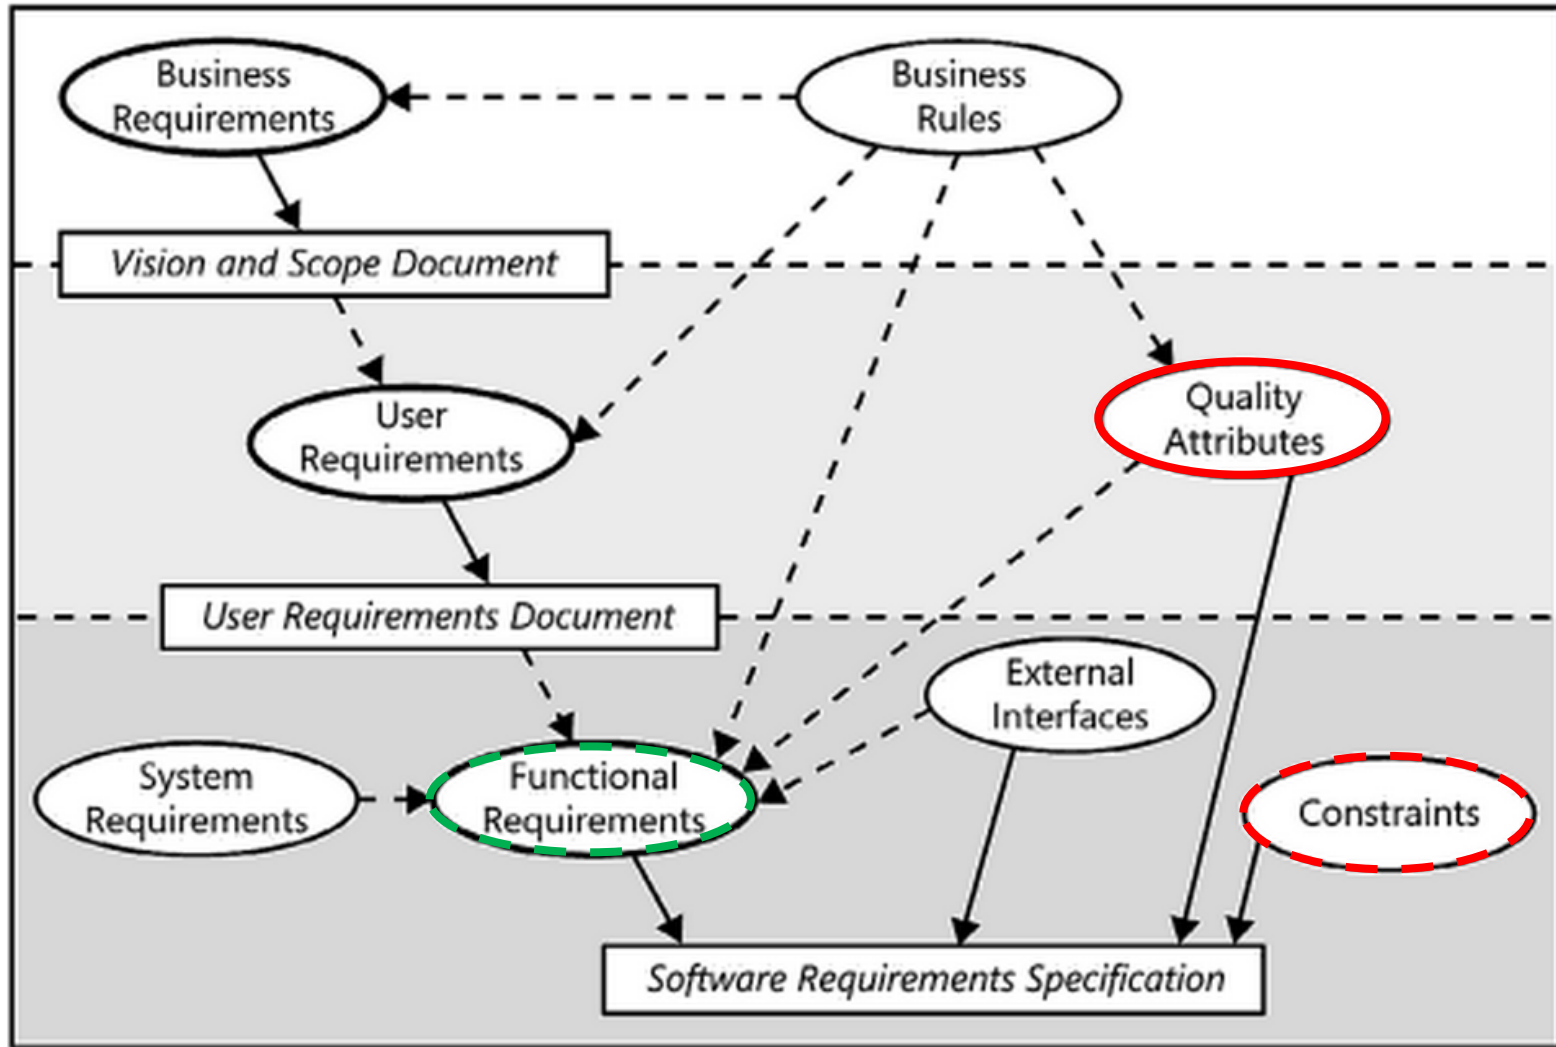 Business
Requirements
Business
Rules
Vision and Scope Document
User
Requirements
Quality
Attributes
User Requirements Document
External
Interfaces
System
Requirements
Functional
Requirements
Constraints
Software Requirements Specification